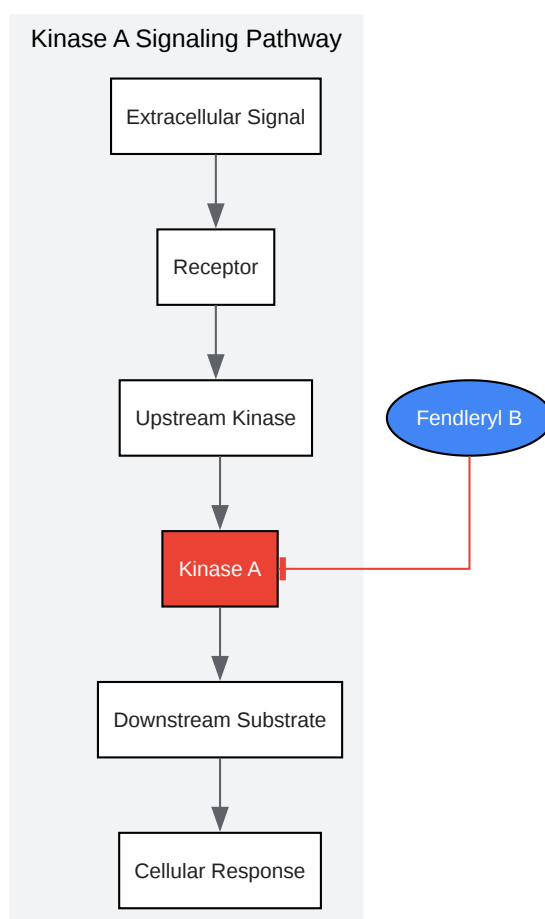 Kinase A Signaling Pathway
Extracellular Signal
Receptor
Upstream Kinase
Fendleryl B
Kinase A
Downstream Substrate
Cellular Response